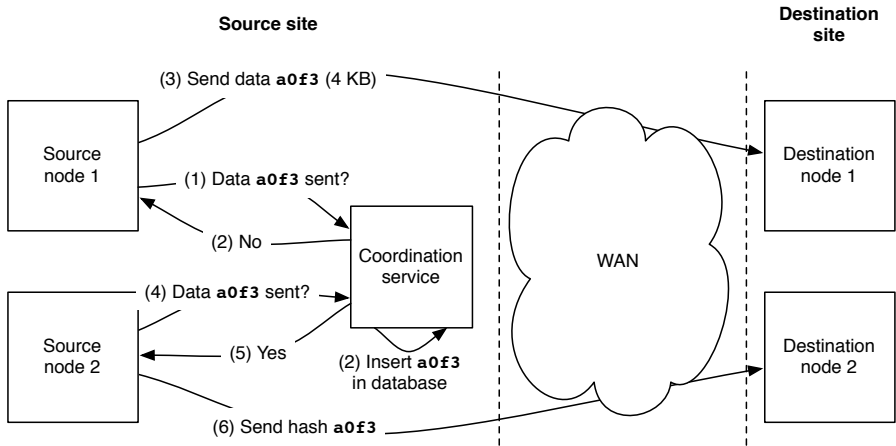 Source site
Destination
site
(3) Send data a0f3 (4 KB)
Source
node 1
Destination
node 1
(1) Data a0f3 sent?
(2) No
Coordination
service
WAN
(4) Data a0f3 sent?
Source
node 2
(5) Yes
(2) Insert a0f3
in database
Destination
node 2
(6) Send hash a0f3